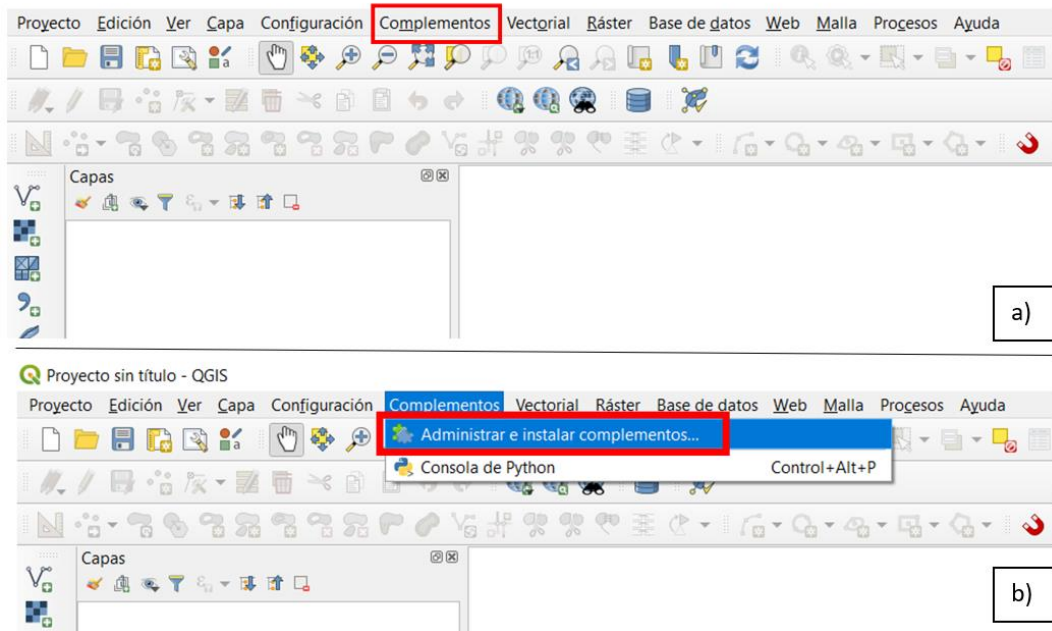 Proyecto Edición Ver Capa Configuración Complementos Vectorial Ráster Base de datos Web Malla Procesos Ayuda
Capas
a)
Proyecto sin título - QGIS
Proyecto Edición Ver Capa Configuración Complementos Vectorial Ráster Base de datos Web Malla Procesos Ayuda
Administrar e instalar complementos...
Consola de Python Control+Alt+P
Capas
b)